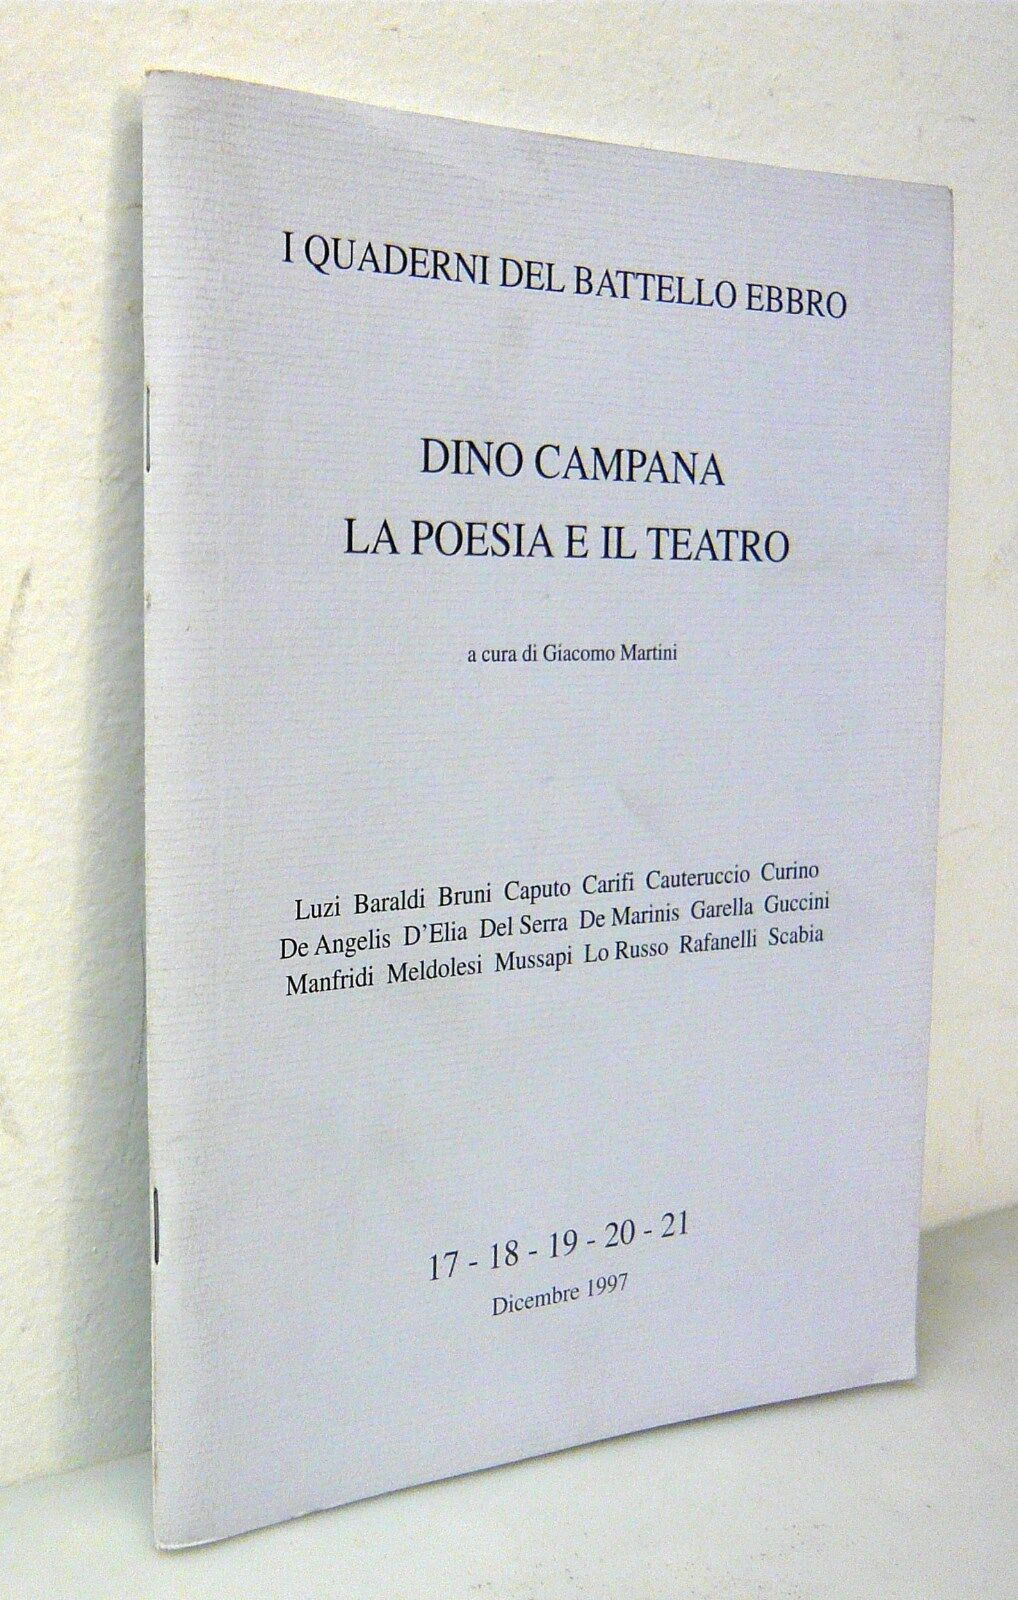 I QUADERNI DEL BATTELLO EBBRO
DINO CAMPANA
LA POESIA E IL TEATRO
a cura di Giacomo Martini
Luzi Baraldi Bruni Caputo Carifi Cauteruccio Curino
De Angelis D'Elia Del Serra De Marinis Garella Guccini
Manfridi Meldolesi Mussapi Lo Russo Rafanelli Scabia
17 - 18 - 19 - 20 - 21
Dicembre 1997